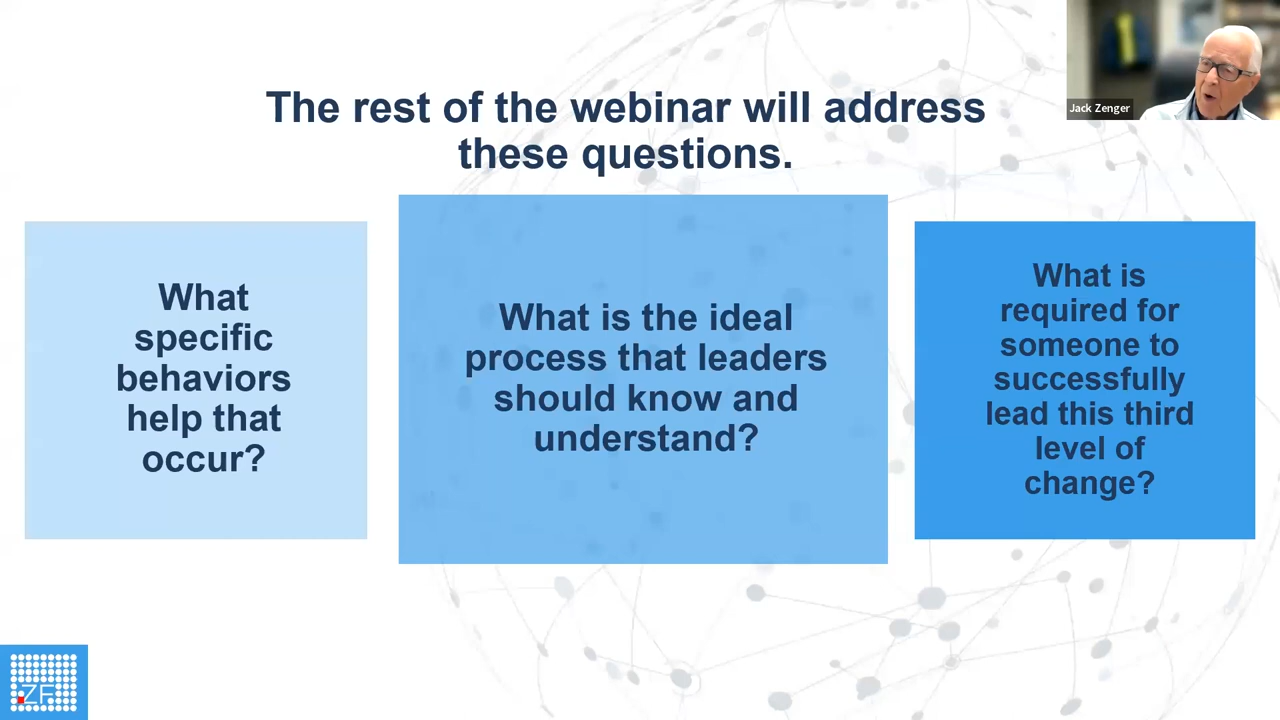 Jack Zenger
The rest of the webinar will address
these questions.
What
specific
behaviors
help that
occur?
What is the ideal
process that leaders
should know and
understand?
What is
required for
someone to
successfully
lead this third
level of
change?
ZF